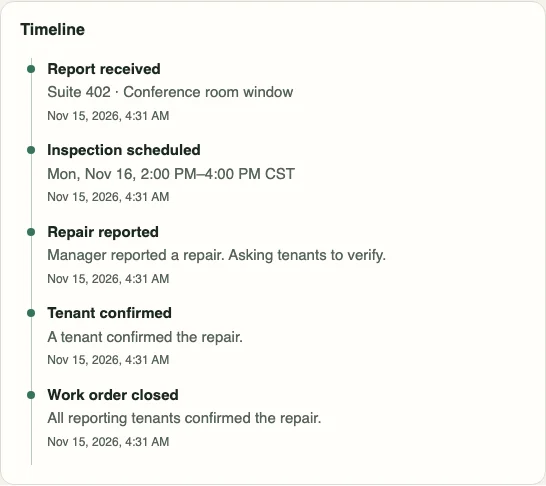 Timeline
Report received
Suite 402 · Conference room window
Nov 15, 2026, 4:31 AM
Inspection scheduled
Mon, Nov 16, 2:00 PM–4:00 PM CST
Nov 15, 2026, 4:31 AM
Repair reported
Manager reported a repair. Asking tenants to verify.
Nov 15, 2026, 4:31 AM
Tenant confirmed
A tenant confirmed the repair.
Nov 15, 2026, 4:31 AM
Work order closed
All reporting tenants confirmed the repair.
Nov 15, 2026, 4:31 AM